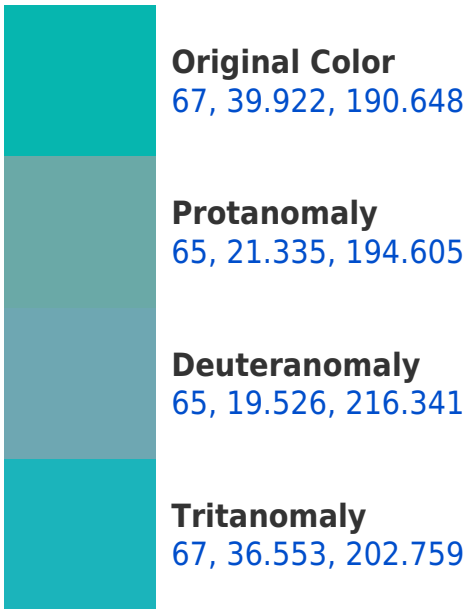 Original Color
67, 39.922, 190.648
Protanomaly
65, 21.335, 194.605
Deuteranomaly
65, 19.526, 216.341
Tritanomaly
67, 36.553, 202.759